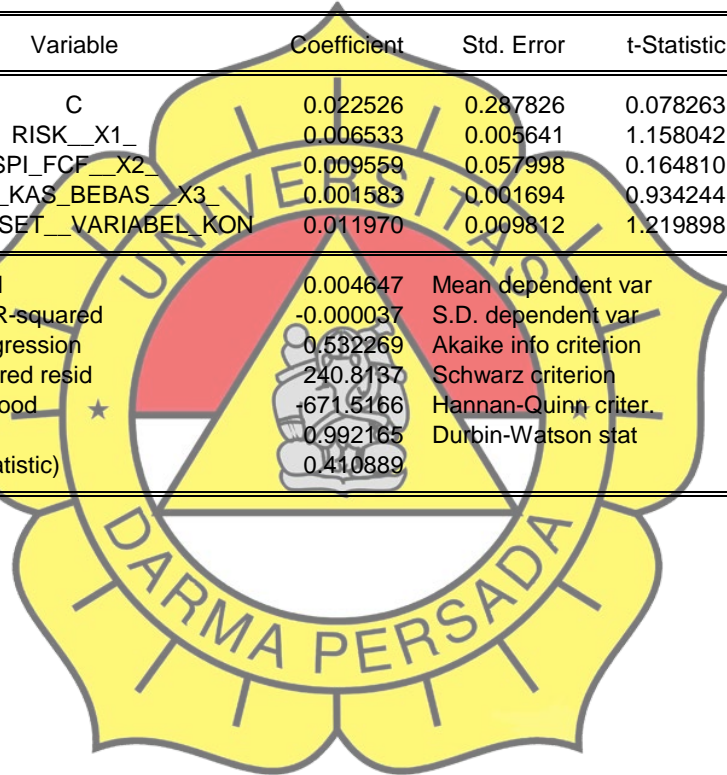 Variable Coefficient Std. Error t-Statistic
C 0.022526 0.287826 0.078263
RISK__X1_ 0.006533 0.005641 1.158042
SPI_FCF__X2_ 0.009559 0.057998 0.164810
_KAS_BEBAS__X3_ 0.001583 0.001694 0.934244
SET__VARIABEL_KON 0.011970 0.009812 1.219898
0.004647 Mean dependent var
R-squared -0.000037 S.D. dependent var
gression 0.532269 Akaike info criterion
red resid 240.8137 Schwarz criterion
ood -671.5166 Hannan-Quinn criter.
0.992165 Durbin-Watson stat
atistic) 0.410889
UNIVERSITAS
DARMA PERSADA